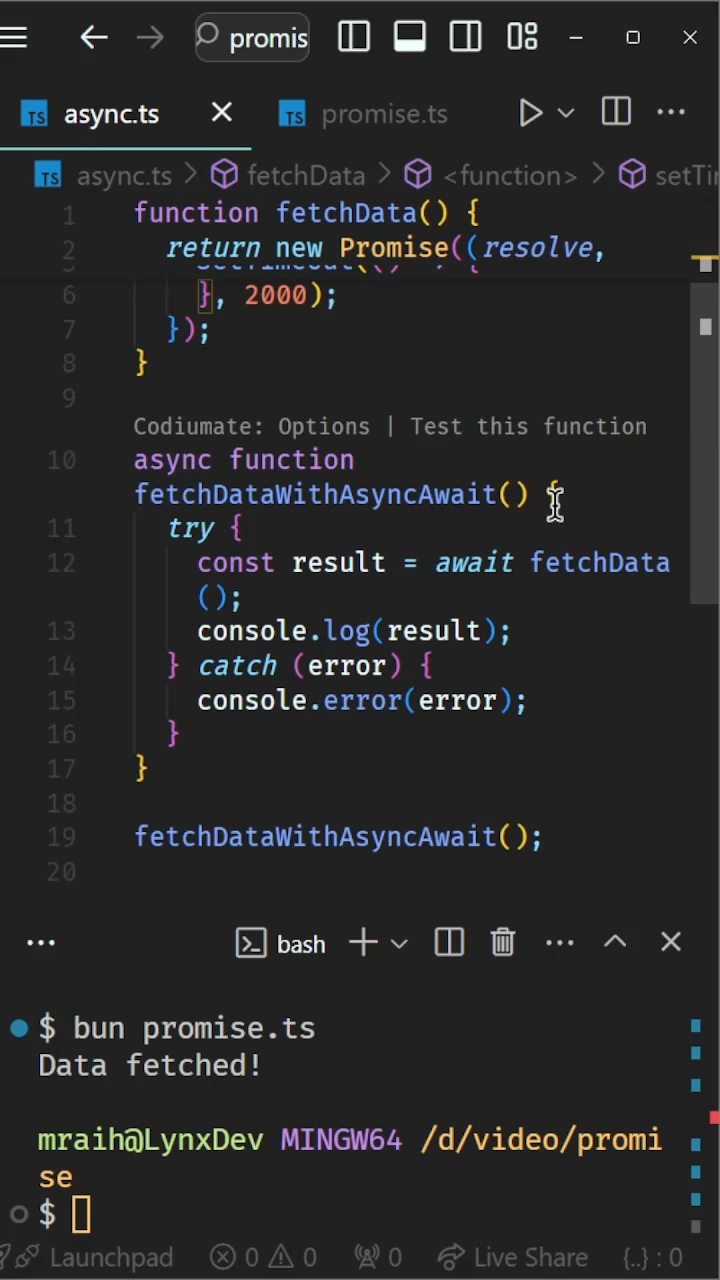 promis
TS async.ts
TS promise.ts
TS async.ts > fetchData > <function> >
1 function fetchData() {
2 return new Promise((resolve,
6 }, 2000);
7 });
8 }
9
Codiumate: Options | Test this function
10 async function
fetchDataWithAsyncAwait() {
11 try {
12 const result = await fetchData
();
13 console.log(result);
14 } catch (error) {
15 console.error(error);
16 }
17 }
18
19 fetchDataWithAsyncAwait();
20
bash
$ bun promise.ts
Data fetched!
mraih@LynxDev MINGW64 /d/video/promi
se
$
Launchpad 0 0 0 Live Share {..} : 0